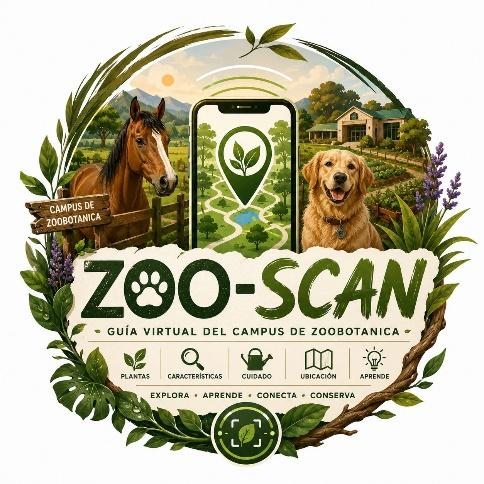 CAMPUS DE
ZOOBOTANICA
ZOO-SCAN
GUÍA VIRTUAL DEL CAMPUS DE ZOOBOTANICA
PLANTAS
CARACTERÍSTICAS
CUIDADO
UBICACIÓN
APRENDE
EXPLORA • APRENDE • CONECTA • CONSERVA